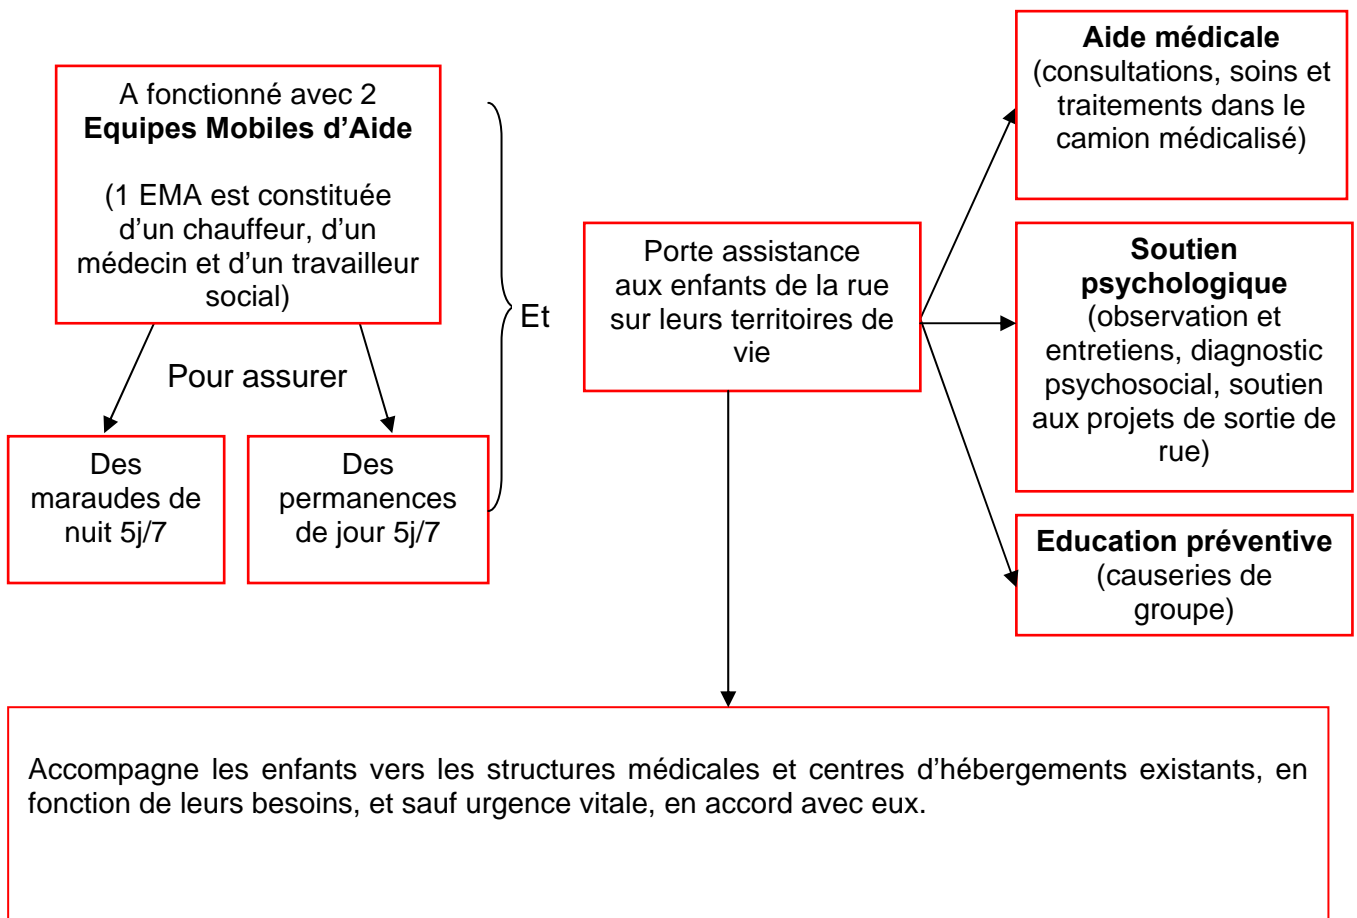 A fonctionné avec 2
Equipes Mobiles d’Aide
(1 EMA est constituée
d’un chauffeur, d’un
médecin et d’un travailleur
social)
Pour assurer
Des
maraudes de
nuit 5j/7
Des
permanences
de jour 5j/7
Et
Porte assistance
aux enfants de la rue
sur leurs territoires de
vie
Aide médicale
(consultations, soins et
traitements dans le
camion médicalisé)
Soutien
psychologique
(observation et
entretiens, diagnostic
psychosocial, soutien
aux projets de sortie de
rue)
Education préventive
(causeries de
groupe)
Accompagne les enfants vers les structures médicales et centres d’hébergements existants, en
fonction de leurs besoins, et sauf urgence vitale, en accord avec eux.